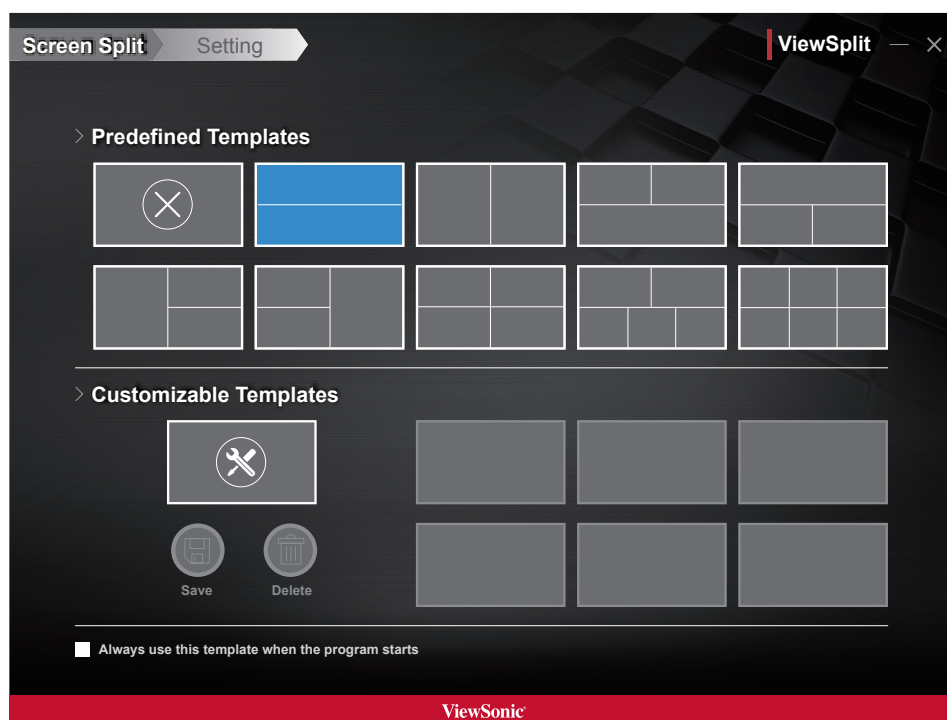 Screen Split Setting ViewSplit
Predefined Templates
Customizable Templates
Save Delete
Always use this template when the program starts
ViewSonic